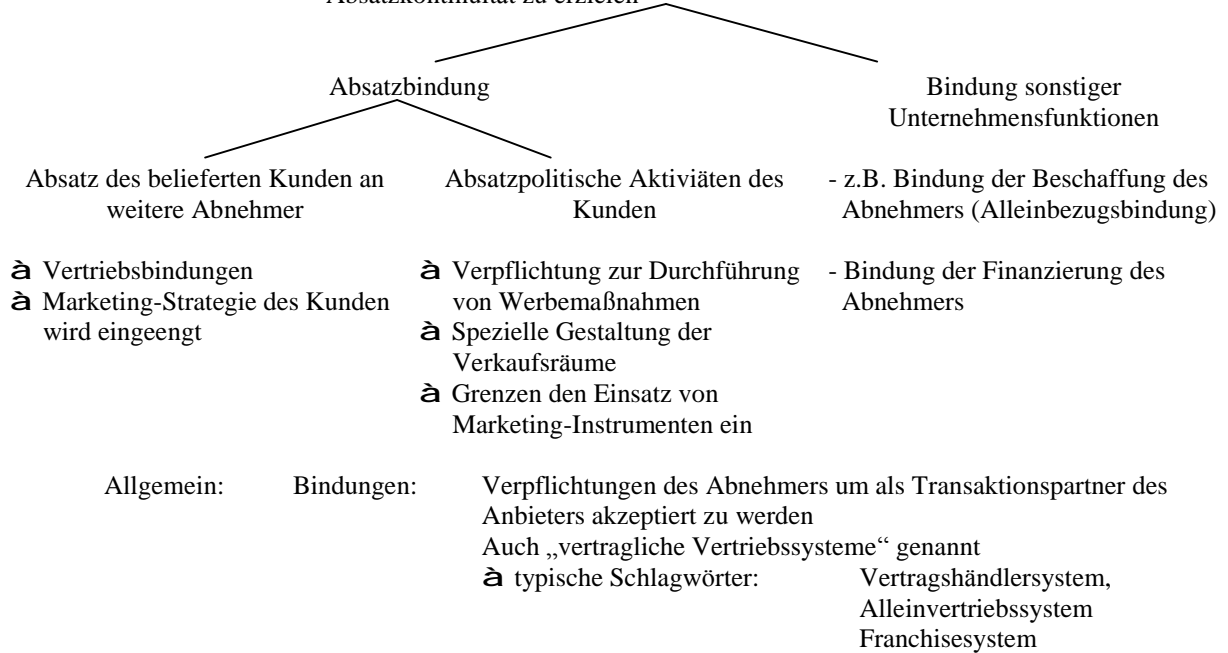 Absatzkontinuität zu erzielen
Absatzbindung
Bindung sonstiger
Unternehmensfunktionen
Absatz des belieferten Kunden an
weitere Abnehmer
Absatzpolitische Aktiviäten des
Kunden
- z.B. Bindung der Beschaffung des
Abnehmers (Alleinbezugsbindung)
à Vertriebsbindungen
à Marketing-Strategie des Kunden
wird eingeengt
à Verpflichtung zur Durchführung
von Werbemaßnahmen
à Spezielle Gestaltung der
Verkaufsräume
à Grenzen den Einsatz von
Marketing-Instrumenten ein
- Bindung der Finanzierung des
Abnehmers
Allgemein: Bindungen: Verpflichtungen des Abnehmers um als Transaktionspartner des
Anbieters akzeptiert zu werden
Auch „vertragliche Vertriebssysteme“ genannt
à typische Schlagwörter: Vertragshändlersystem,
Alleinvertriebssystem
Franchisesystem